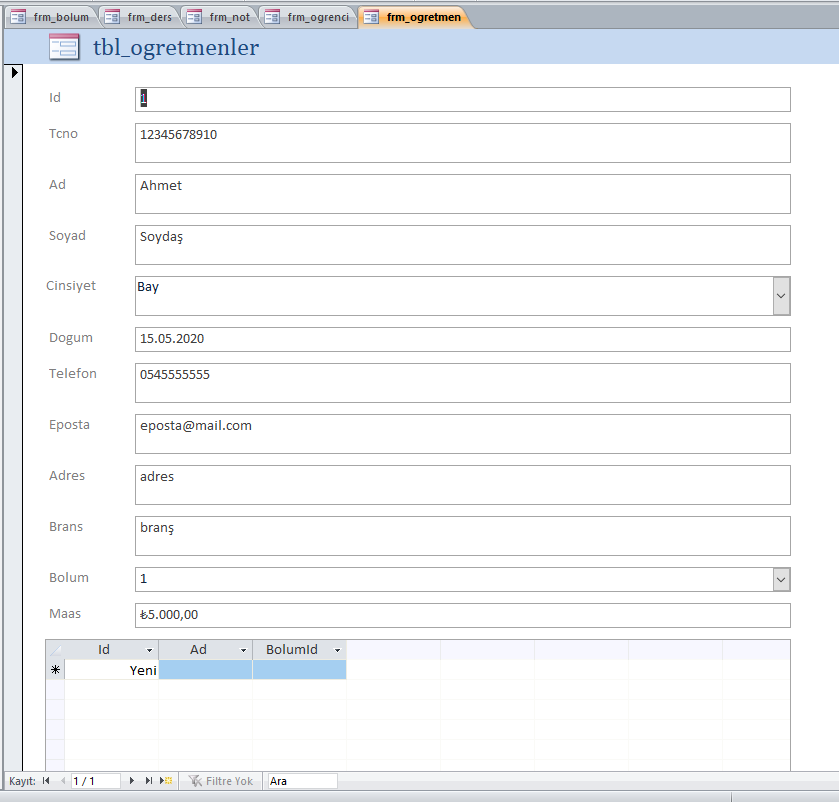 frm_bolum frm_ders frm_not frm_ogrenci frm_ogretmen
tbl_ogretmenler
Id 1
Tcno 12345678910
Ad Ahmet
Soyad Soydaş
Cinsiyet Bay
Dogum 15.05.2020
Telefon 0545555555
Eposta eposta@mail.com
Adres adres
Brans branş
Bolum 1
Maas ₺5.000,00
Id Ad BolumId
Yeni
Kayıt: 1 / 1 Filtre Yok Ara